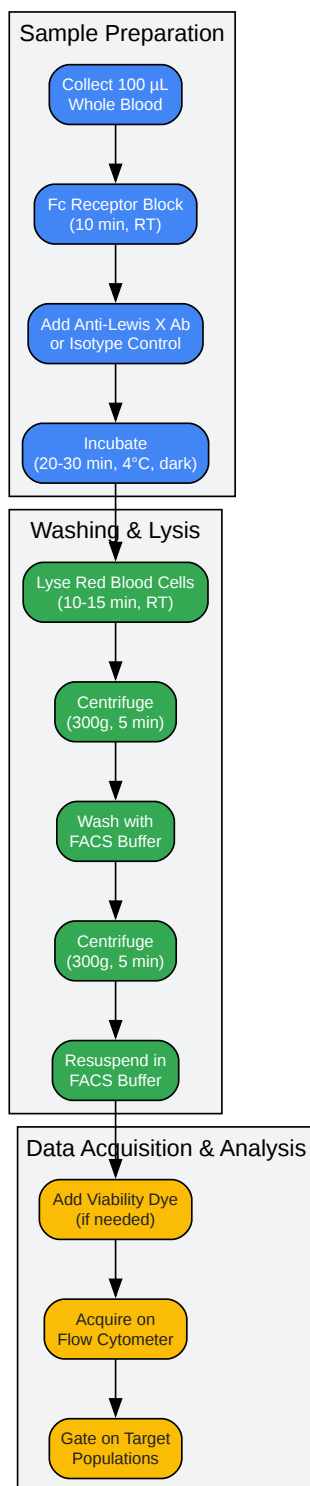 Sample Preparation
Collect 100 µL
Whole Blood
Fc Receptor Block
(10 min, RT)
Add Anti-Lewis X Ab
or Isotype Control
Incubate
(20-30 min, 4°C, dark)
Washing & Lysis
Lyse Red Blood Cells
(10-15 min, RT)
Centrifuge
(300g, 5 min)
Wash with
FACS Buffer
Centrifuge
(300g, 5 min)
Resuspend in
FACS Buffer
Data Acquisition & Analysis
Add Viability Dye
(if needed)
Acquire on
Flow Cytometer
Gate on Target
Populations